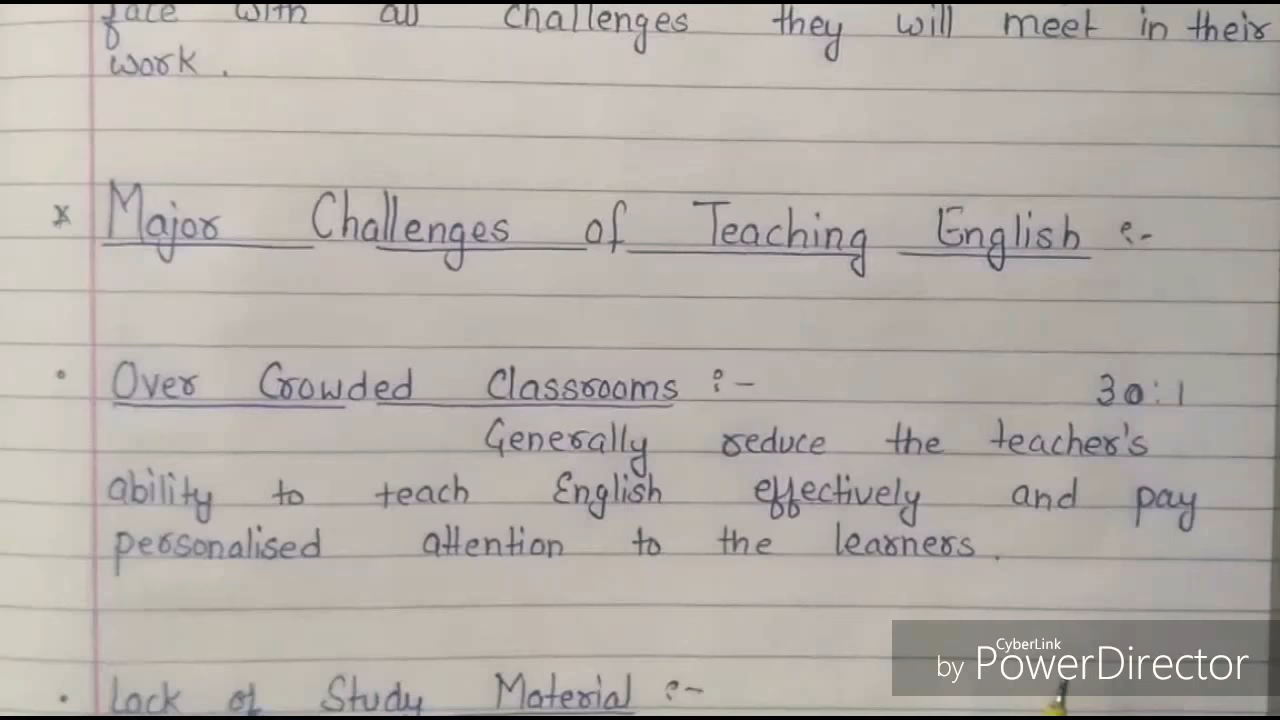 face with all challenges they will meet in their
work.
* Major Challenges of Teaching English :-
• Over Crowded Classrooms :- 30:1
Generally reduce the teacher's
ability to teach English effectively and pay
personalised attention to the learners.
• Lack of Study Material :-
CyberLink
by PowerDirector